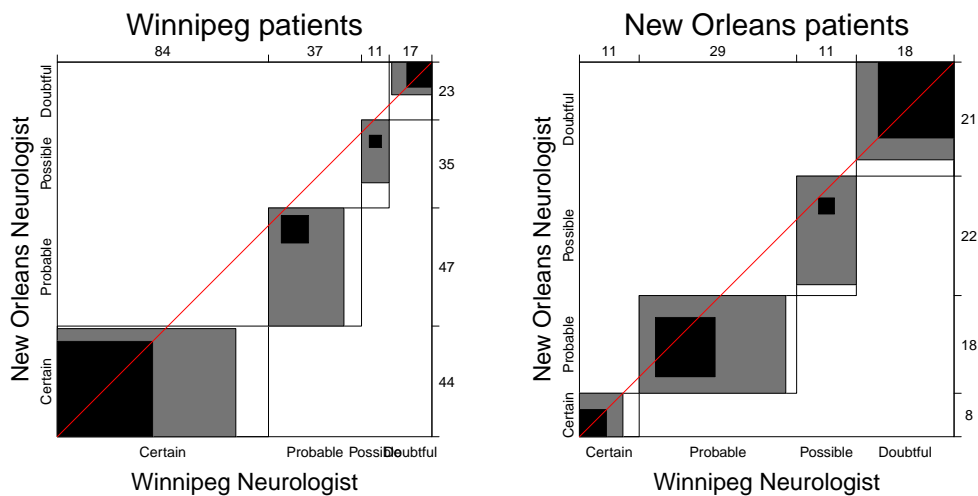 Winnipeg patients
84 37 11 17
New Orleans Neurologist
Doubtful
Possible
Probable
Certain
23
35
47
44
Certain Probable Possible Doubtful
Winnipeg Neurologist
New Orleans patients
11 29 11 18
New Orleans Neurologist
Doubtful
Possible
Probable
Certain
21
22
18
8
Certain Probable Possible Doubtful
Winnipeg Neurologist